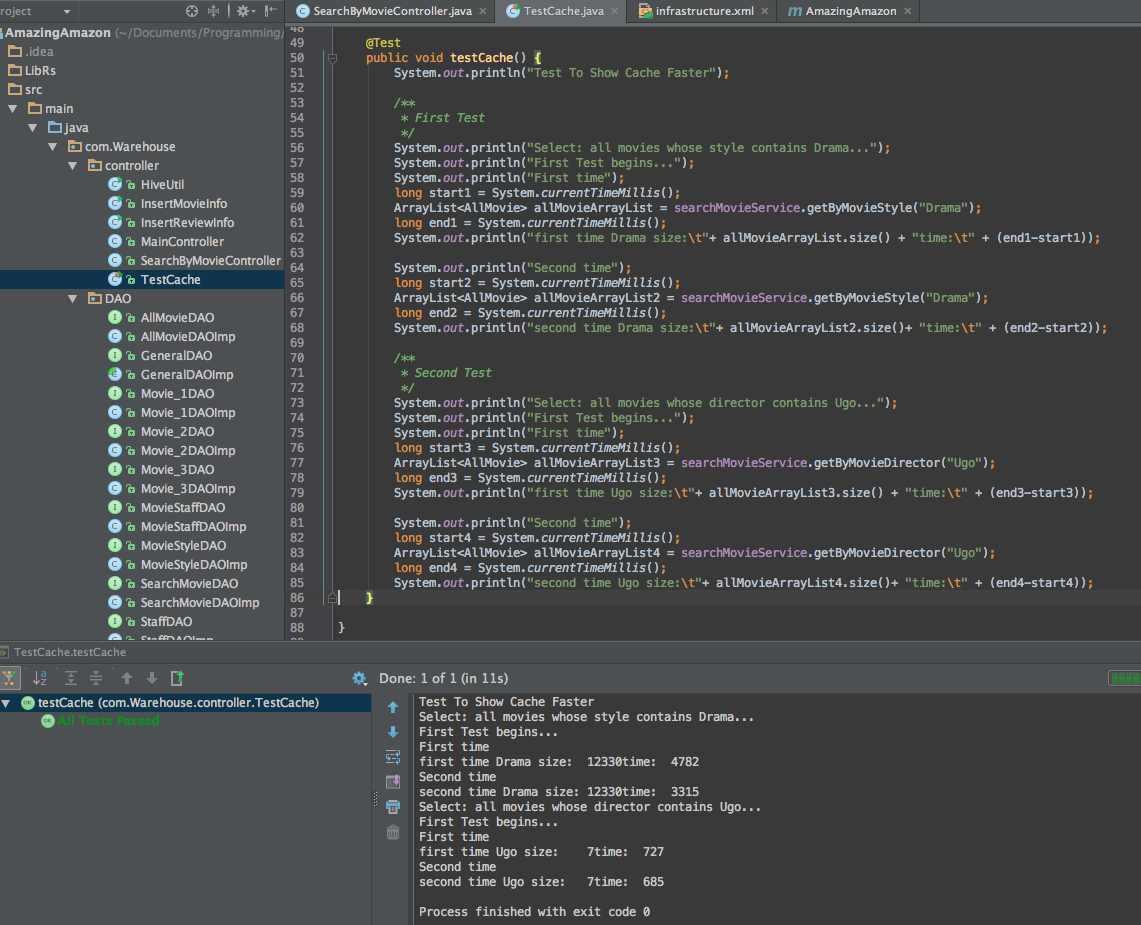 roject
SearchByMovieController.java
TestCache.java
infrastructure.xml
m AmazingAmazon
AmazingAmazon (~/Documents/Programming/
.idea
LibRs
src
main
java
com.Warehouse
controller
HiveUtil
InsertMovieInfo
InsertReviewInfo
MainController
SearchByMovieController
TestCache
DAO
AllMovieDAO
AllMovieDAOImp
GeneralDAO
GeneralDAOImp
Movie_1DAO
Movie_1DAOImp
Movie_2DAO
Movie_2DAOImp
Movie_3DAO
Movie_3DAOImp
MovieStaffDAO
MovieStaffDAOImp
MovieStyleDAO
MovieStyleDAOImp
SearchMovieDAO
SearchMovieDAOImp
StaffDAO
StaffDAOImp
48
49 @Test
50 public void testCache() {
51 System.out.println("Test To Show Cache Faster");
52
53 /**
54 * First Test
55 */
56 System.out.println("Select: all movies whose style contains Drama...");
57 System.out.println("First Test begins...");
58 System.out.println("First time");
59 long start1 = System.currentTimeMillis();
60 ArrayList<AllMovie> allMovieArrayList = searchMovieService.getByMovieStyle("Drama");
61 long end1 = System.currentTimeMillis();
62 System.out.println("first time Drama size:\t"+ allMovieArrayList.size() + "time:\t" + (end1-start1));
63
64 System.out.println("Second time");
65 long start2 = System.currentTimeMillis();
66 ArrayList<AllMovie> allMovieArrayList2 = searchMovieService.getByMovieStyle("Drama");
67 long end2 = System.currentTimeMillis();
68 System.out.println("second time Drama size:\t"+ allMovieArrayList2.size()+ "time:\t" + (end2-start2));
69
70 /**
71 * Second Test
72 */
73 System.out.println("Select: all movies whose director contains Ugo...");
74 System.out.println("First Test begins...");
75 System.out.println("First time");
76 long start3 = System.currentTimeMillis();
77 ArrayList<AllMovie> allMovieArrayList3 = searchMovieService.getByMovieDirector("Ugo");
78 long end3 = System.currentTimeMillis();
79 System.out.println("first time Ugo size:\t"+ allMovieArrayList3.size() + "time:\t" + (end3-start3));
80
81 System.out.println("Second time");
82 long start4 = System.currentTimeMillis();
83 ArrayList<AllMovie> allMovieArrayList4 = searchMovieService.getByMovieDirector("Ugo");
84 long end4 = System.currentTimeMillis();
85 System.out.println("second time Ugo size:\t"+ allMovieArrayList4.size()+ "time:\t" + (end4-start4));
86 }
87
88 }
TestCache.testCache
Done: 1 of 1 (in 11s)
testCache (com.Warehouse.controller.TestCache)
All Tests Passed
Test To Show Cache Faster
Select: all movies whose style contains Drama...
First Test begins...
First time
first time Drama size: 12330time: 4782
Second time
second time Drama size: 12330time: 3315
Select: all movies whose director contains Ugo...
First Test begins...
First time
first time Ugo size: 7time: 727
Second time
second time Ugo size: 7time: 685
Process finished with exit code 0